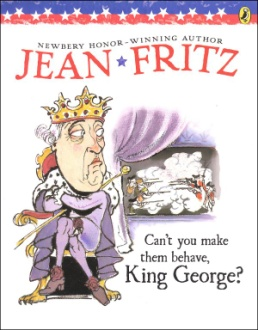 NEWBERY HONOR-WINNING AUTHOR
JEAN FRITZ
Can't you make
them behave,
King George?